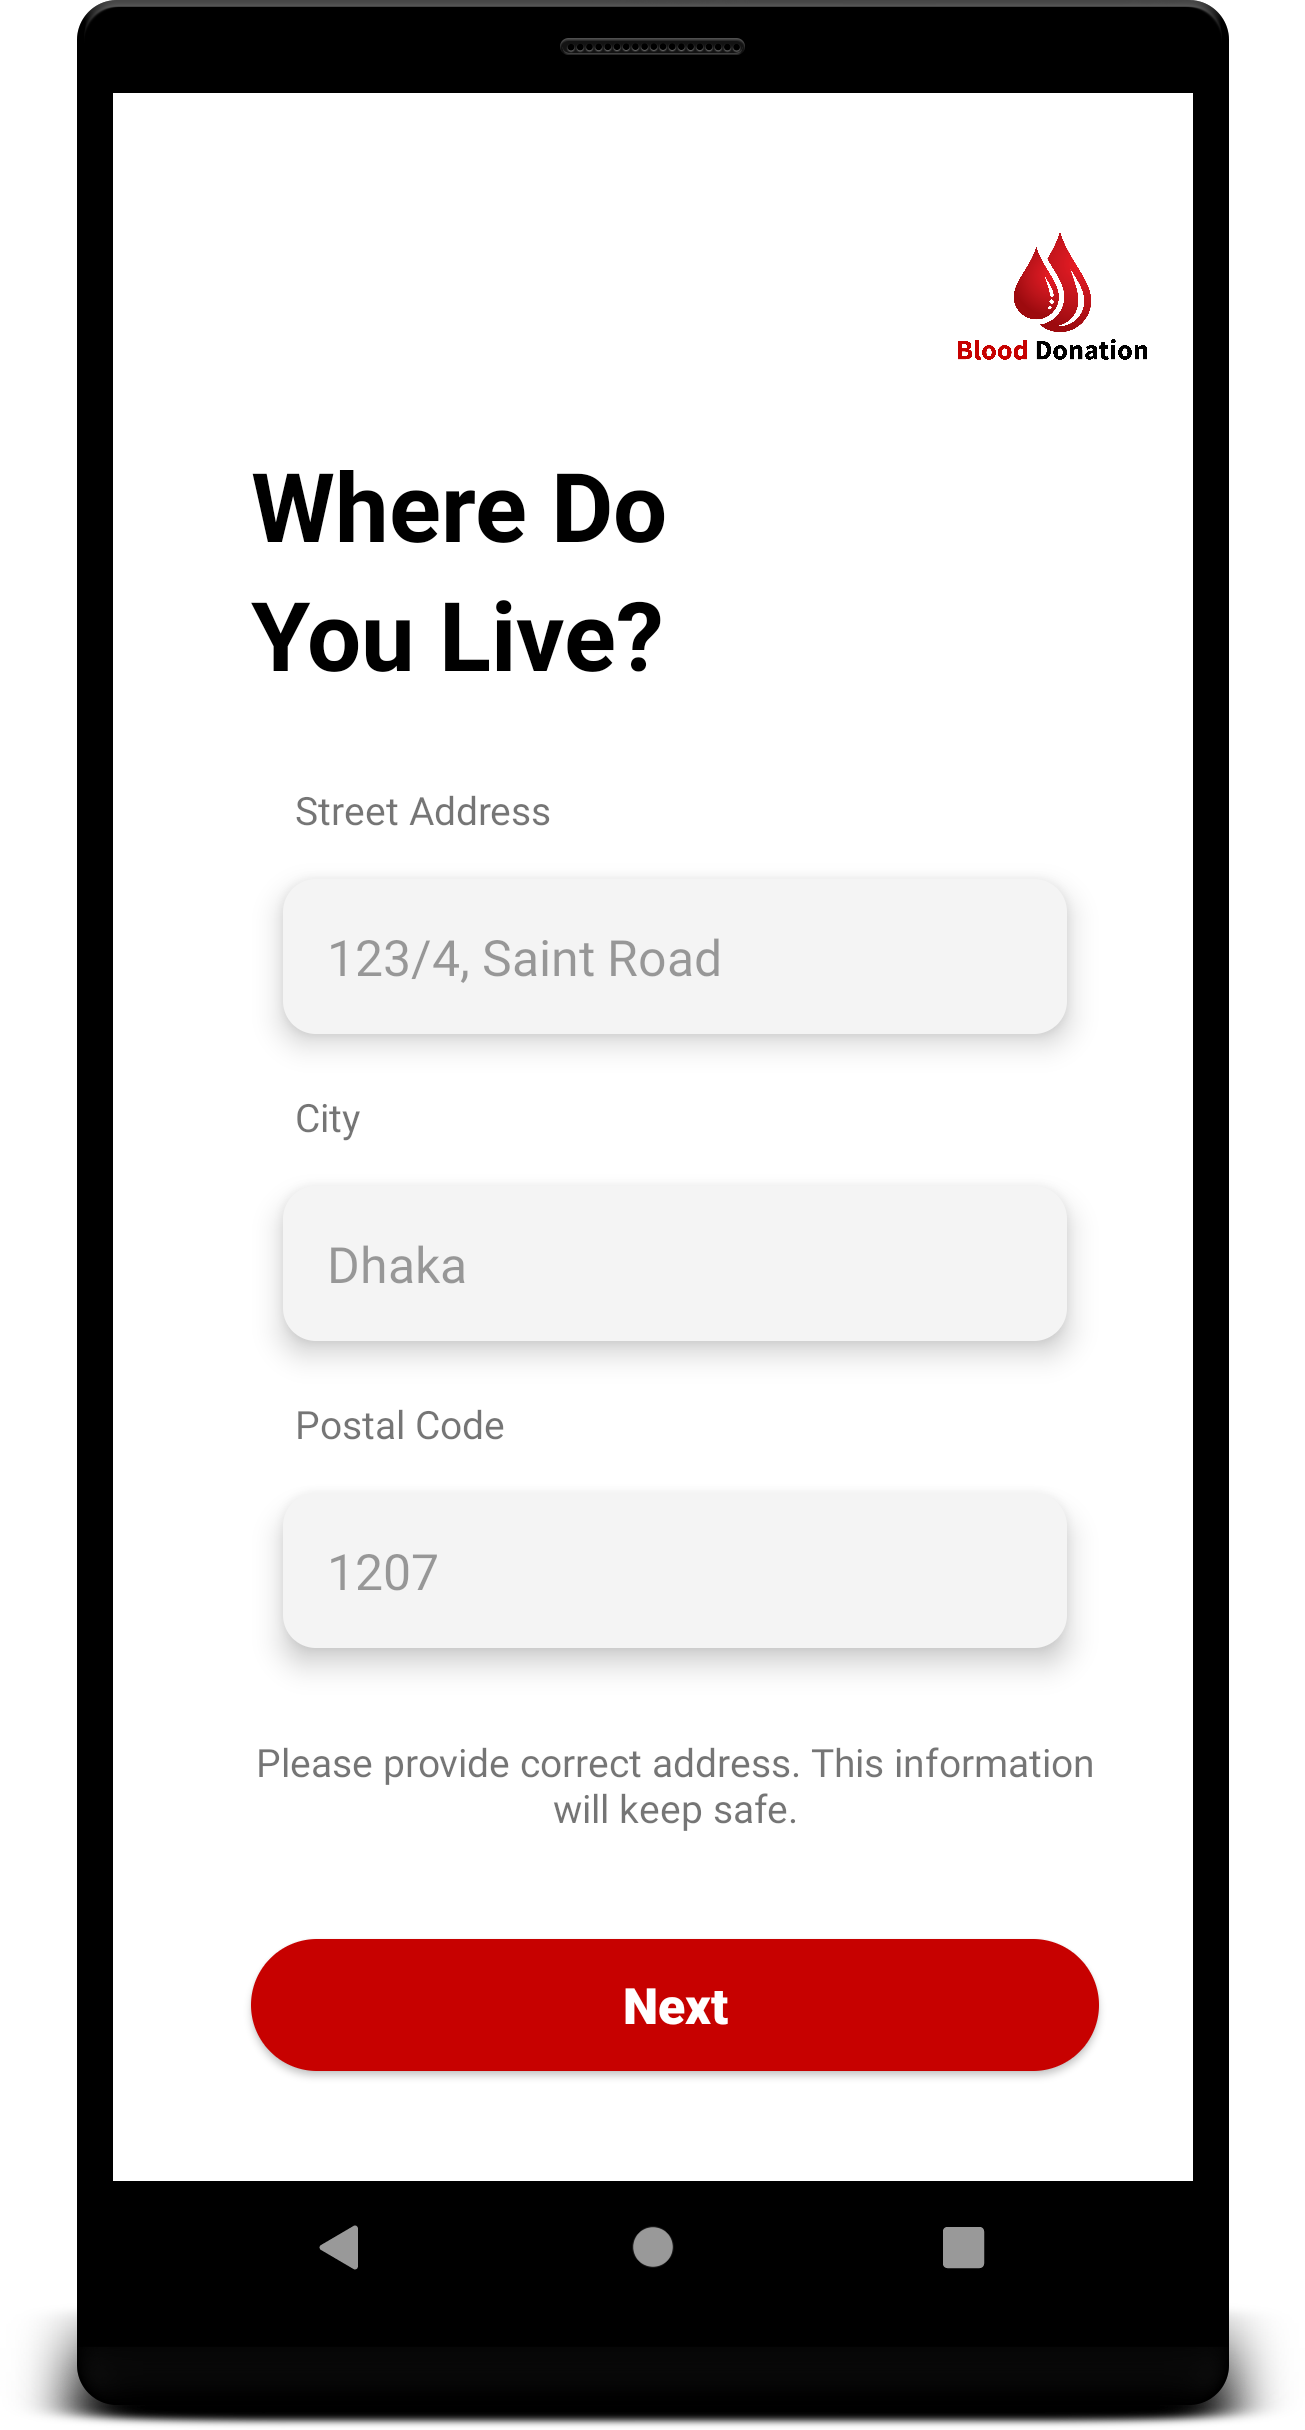 Blood Donation
Where Do
You Live?
Street Address
123/4, Saint Road
City
Dhaka
Postal Code
1207
Please provide correct address. This information
will keep safe.
Next